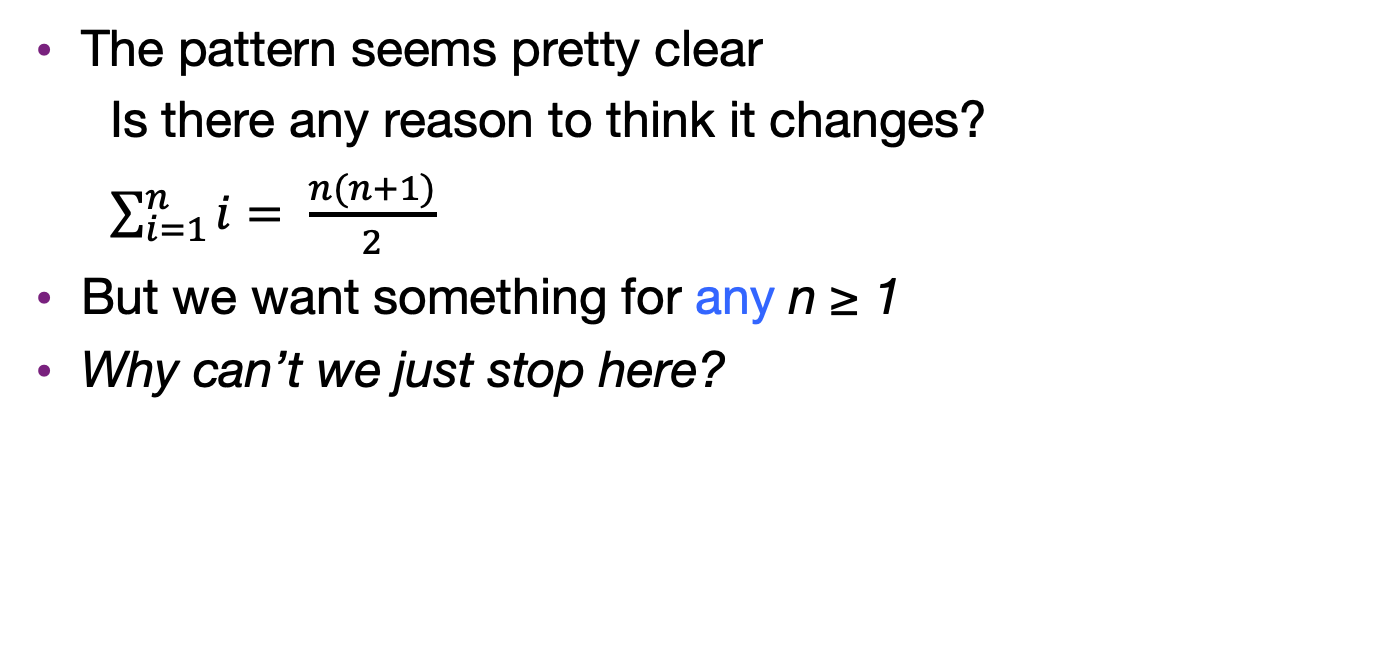 • The pattern seems pretty clear
Is there any reason to think it changes?
∑ⁿᵢ₌₁ i = n(n+1)/2
• But we want something for any n ≥ 1
• Why can’t we just stop here?